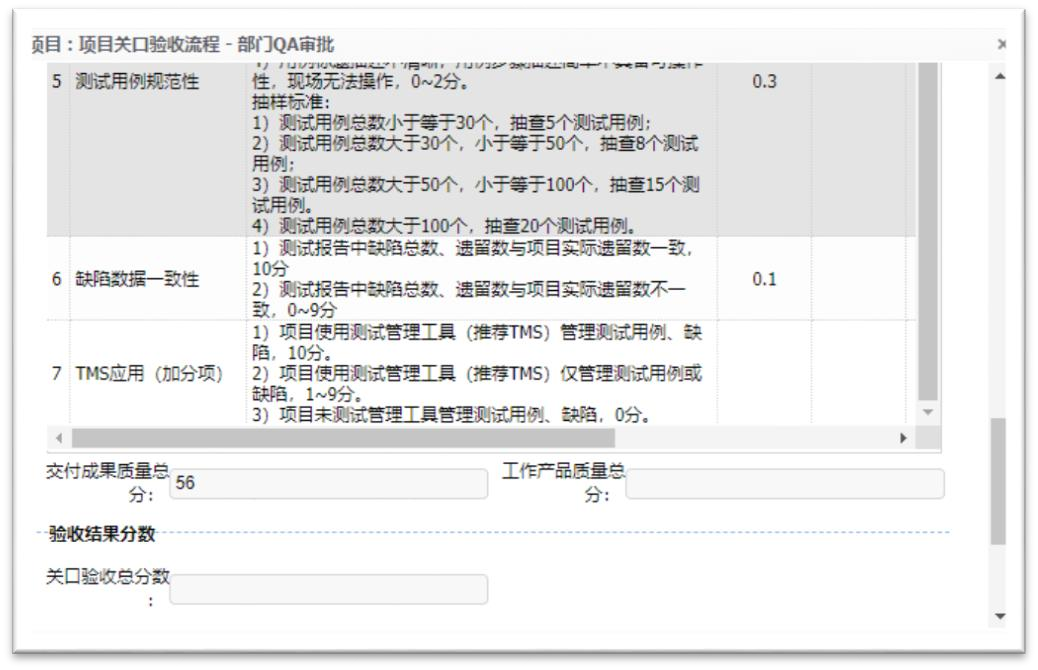 项目：项目关口验收流程 - 部门QA审批
5 测试用例规范性
性，现场无法操作，0~2分。
0.3
抽样标准：
1）测试用例总数小于等于30个，抽查5个测试用例；
2）测试用例总数大于30个，小于等于50个，抽查8个测试
用例；
3）测试用例总数大于50个，小于等于100个，抽查15个测
试用例。
4）测试用例总数大于100个，抽查20个测试用例。
6 缺陷数据一致性
1）测试报告中缺陷总数、遗留数与项目实际遗留数一致，
10分
2）测试报告中缺陷总数、遗留数与项目实际遗留数不一
致，0~9分
0.1
7 TMS应用（加分项）
1）项目使用测试管理工具（推荐TMS）管理测试用例、缺
陷，10分。
2）项目使用测试管理工具（推荐TMS）仅管理测试用例或
缺陷，1~9分。
3）项目未测试管理工具管理测试用例、缺陷，0分。
交付成果质量总
分：
56
工作产品质量总
分：
验收结果分数
关口验收总分数
：